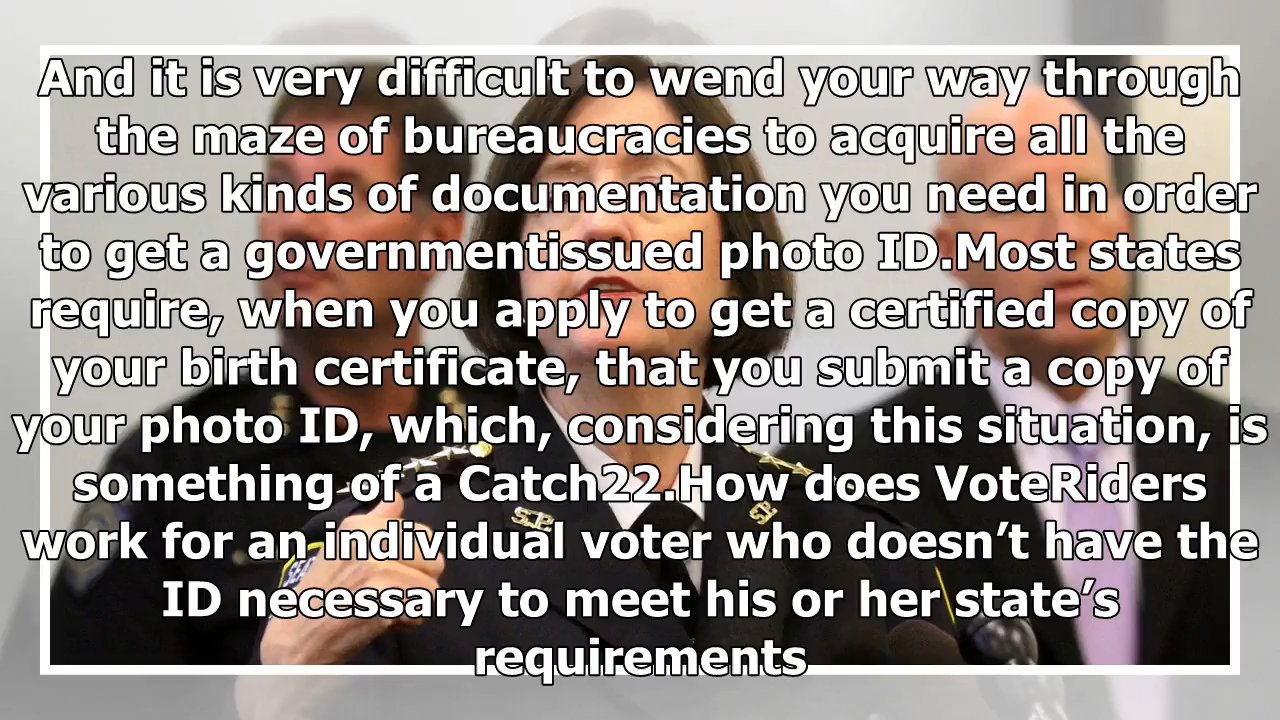 And it is very difficult to wend your way through
the maze of bureaucracies to acquire all the
various kinds of documentation you need in order
to get a governmentissued photo ID.Most states
require, when you apply to get a certified copy of
your birth certificate, that you submit a copy of
your photo ID, which, considering this situation, is
something of a Catch22.How does VoteRiders
work for an individual voter who doesn’t have the
ID necessary to meet his or her state’s
requirements
S.P.
SP